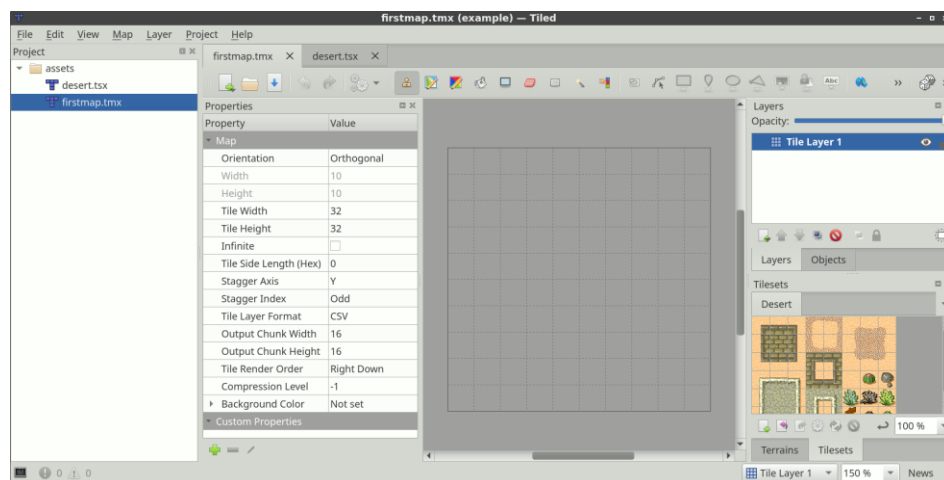 firstmap.tmx (example) — Tiled
File Edit View Map Layer Project Help
Project
assets
desert.tsx
firstmap.tmx
firstmap.tmx desert.tsx
Abc
Properties
Property Value
Map
Orientation Orthogonal
Width 10
Height 10
Tile Width 32
Tile Height 32
Infinite
Tile Side Length (Hex) 0
Stagger Axis Y
Stagger Index Odd
Tile Layer Format CSV
Output Chunk Width 16
Output Chunk Height 16
Tile Render Order Right Down
Compression Level -1
Background Color Not set
Custom Properties
Layers
Opacity:
Tile Layer 1
Layers Objects
Tilesets
Desert
100 %
Terrains Tilesets
0 0
Tile Layer 1 150 % News